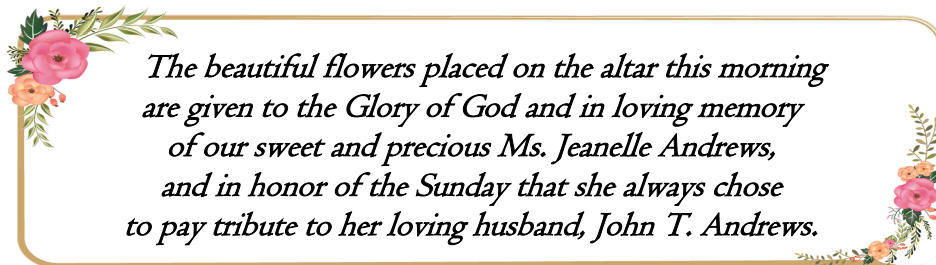 The beautiful flowers placed on the altar this morning
are given to the Glory of God and in loving memory
of our sweet and precious Ms. Jeanelle Andrews,
and in honor of the Sunday that she always chose
to pay tribute to her loving husband, John T. Andrews.